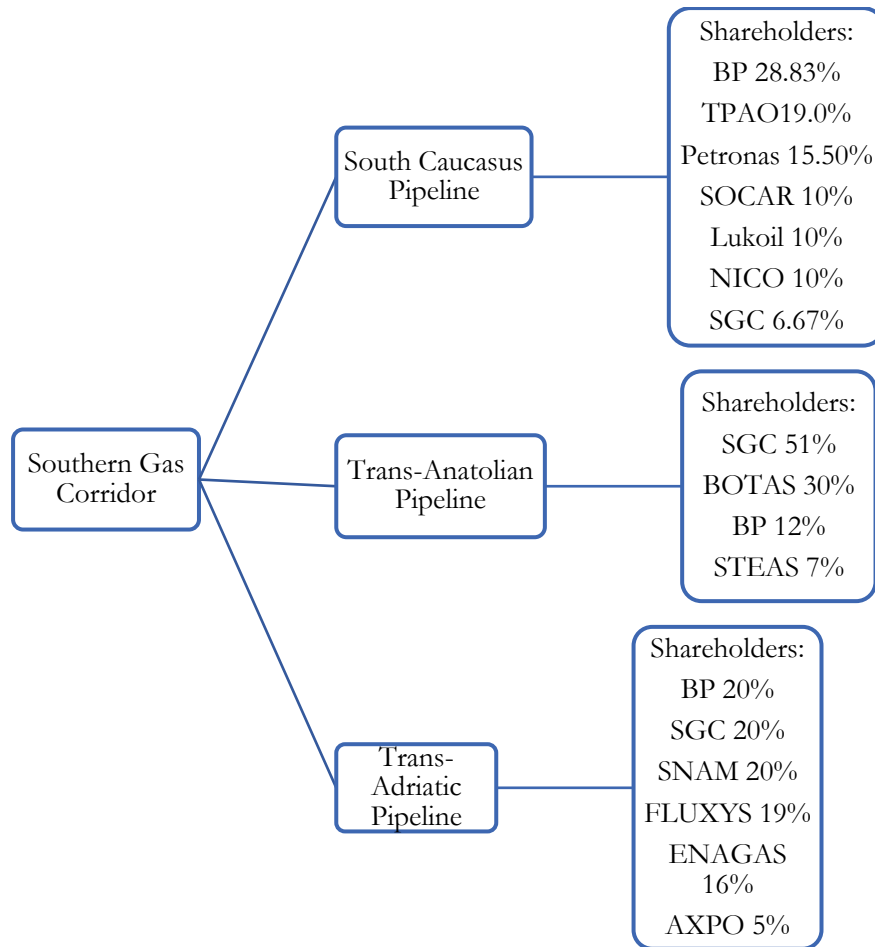 Southern Gas
Corridor
South Caucasus
Pipeline
Shareholders:
BP 28.83%
TPAO19.0%
Petronas 15.50%
SOCAR 10%
Lukoil 10%
NICO 10%
SGC 6.67%
Trans-Anatolian
Pipeline
Shareholders:
SGC 51%
BOTAS 30%
BP 12%
STEAS 7%
Trans-
Adriatic
Pipeline
Shareholders:
BP 20%
SGC 20%
SNAM 20%
FLUXYS 19%
ENAGAS
16%
AXPO 5%